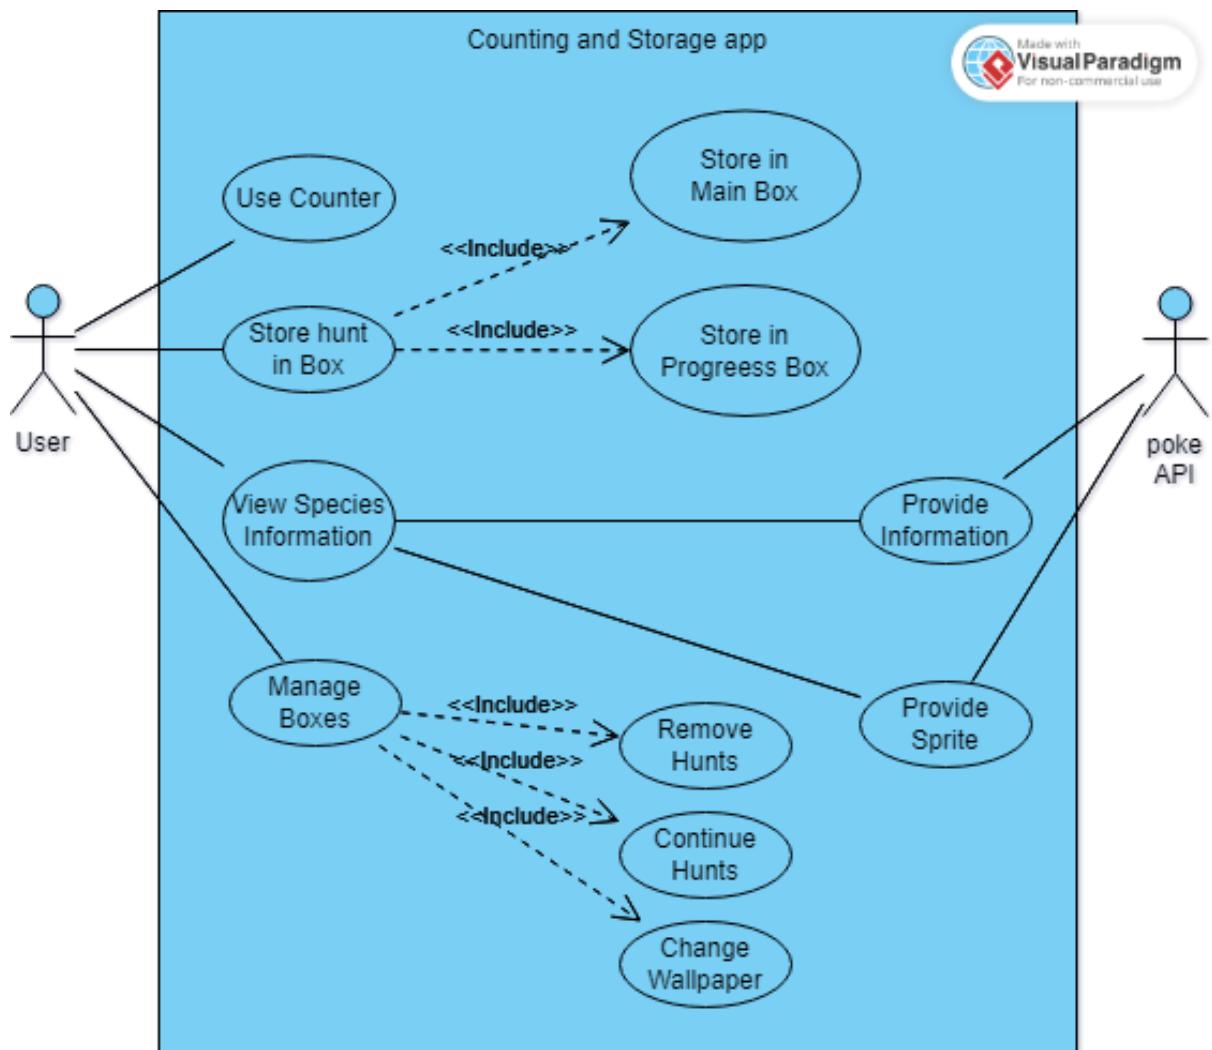 Counting and Storage app
Made with
Visual Paradigm
For non-commercial use
Use Counter
Store in
Main Box
<<Include>>
Store hunt
in Box
<<Include>>
Store in
Progreess Box
User
poke
API
View Species
Information
Provide
Information
Manage
Boxes
<<Include>>
Remove
Hunts
Provide
Sprite
<<Include>>
<<Include>>
Continue
Hunts
Change
Wallpaper